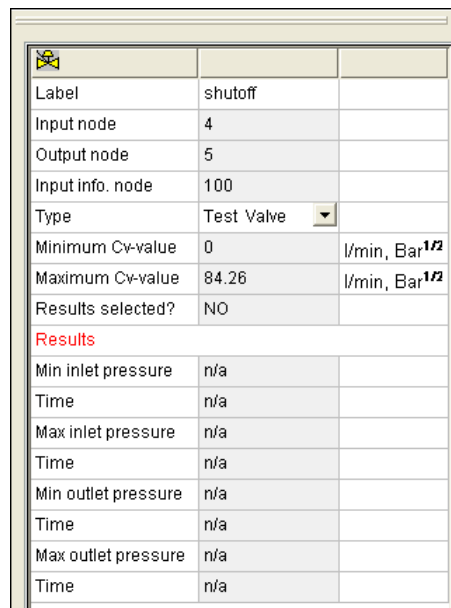 Label shutoff
Input node 4
Output node 5
Input info. node 100
Type Test Valve
Minimum Cv-value 0 l/min, Bar1/2
Maximum Cv-value 84.26 l/min, Bar1/2
Results selected? NO
Results
Min inlet pressure n/a
Time n/a
Max inlet pressure n/a
Time n/a
Min outlet pressure n/a
Time n/a
Max outlet pressure n/a
Time n/a